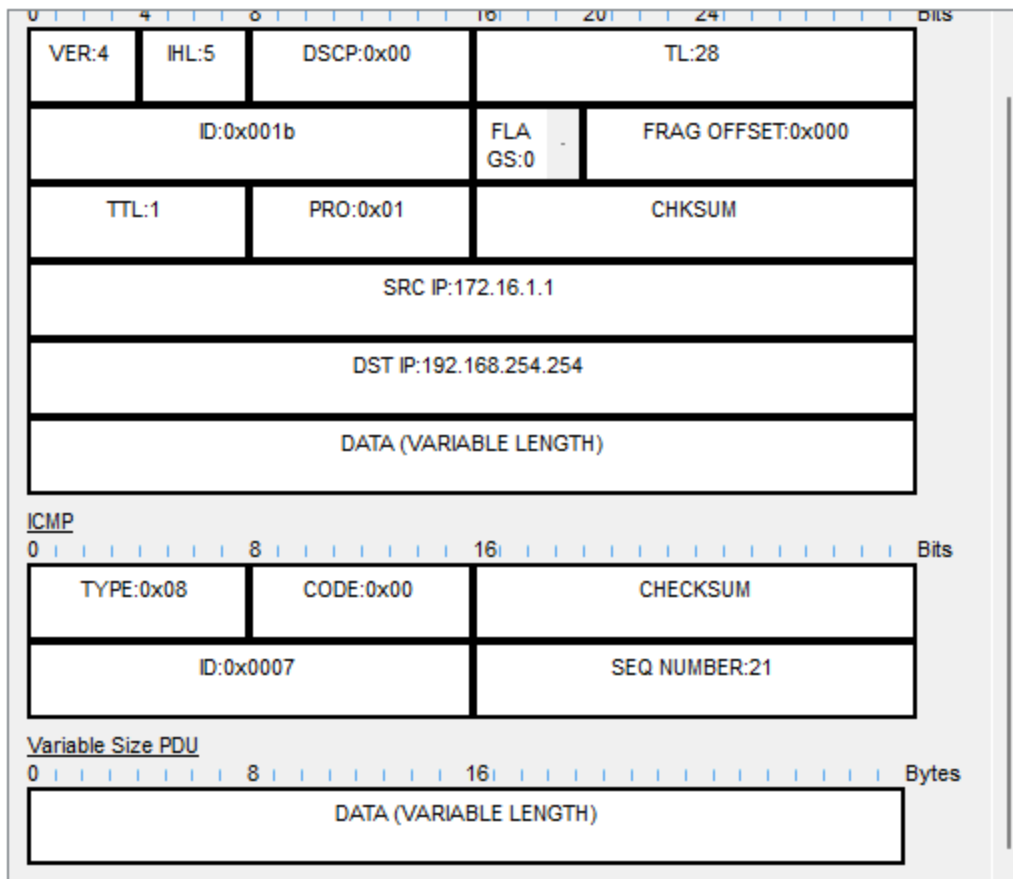 0 4 8 16 20 24 Bits
VER:4 IHL:5 DSCP:0x00 TL:28
ID:0x001b FLA
GS:0 - FRAG OFFSET:0x000
TTL:1 PRO:0x01 CHKSUM
SRC IP:172.16.1.1
DST IP:192.168.254.254
DATA (VARIABLE LENGTH)
ICMP
0 8 16 Bits
TYPE:0x08 CODE:0x00 CHECKSUM
ID:0x0007 SEQ NUMBER:21
Variable Size PDU
0 8 16 Bytes
DATA (VARIABLE LENGTH)